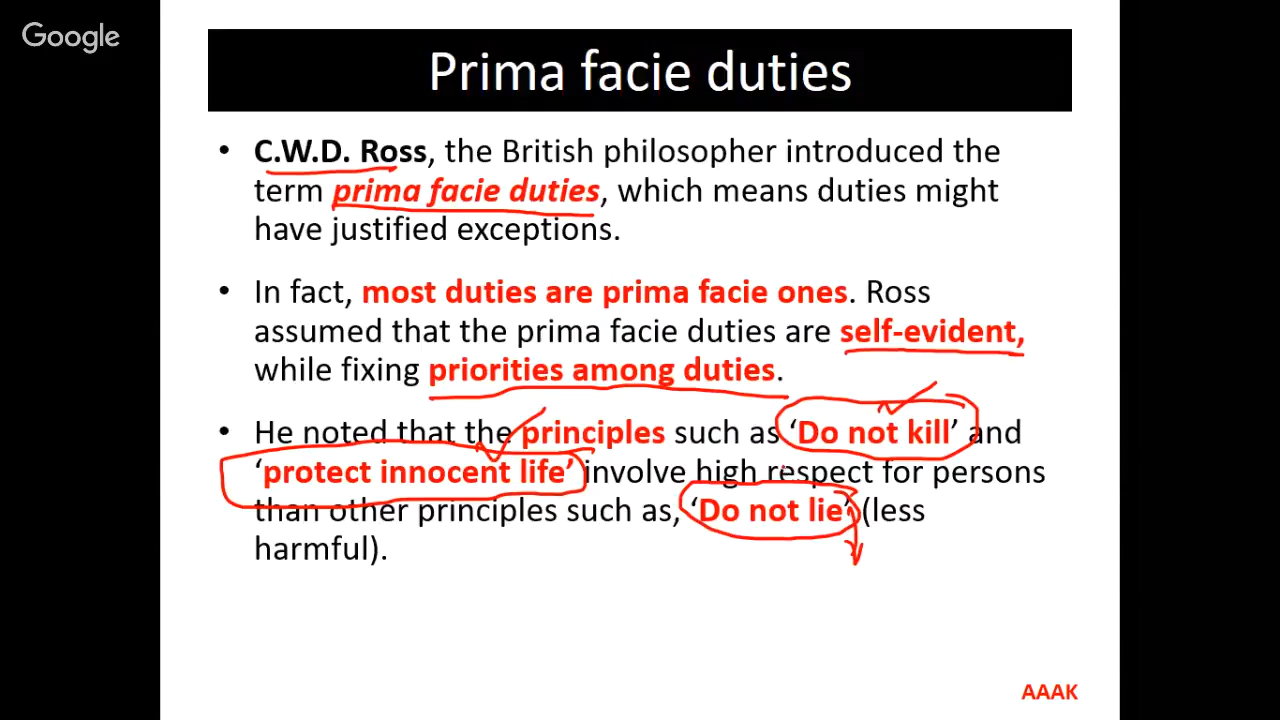 Google
Prima facie duties
• C.W.D. Ross, the British philosopher introduced the
term prima facie duties, which means duties might
have justified exceptions.
• In fact, most duties are prima facie ones. Ross
assumed that the prima facie duties are self-evident,
while fixing priorities among duties.
• He noted that the principles such as ‘Do not kill’ and
‘protect innocent life’ involve high respect for persons
than other principles such as, ‘Do not lie’ (less
harmful).
AAAK